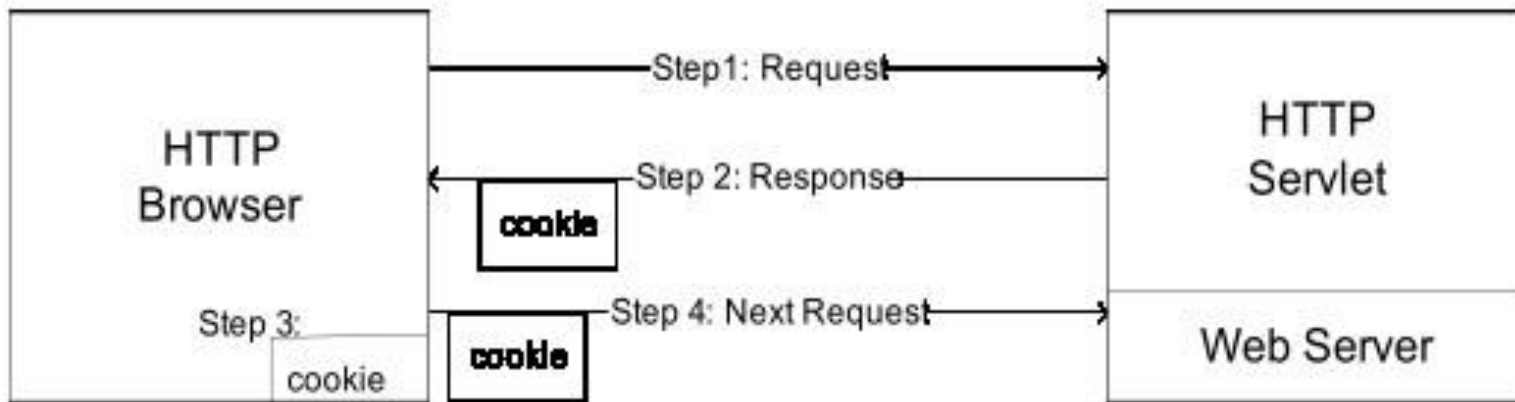 Step1: Request
HTTP
Browser
HTTP
Servlet
Step 2: Response
cookie
Step 3:
cookie
Step 4: Next Request
cookie
Web Server